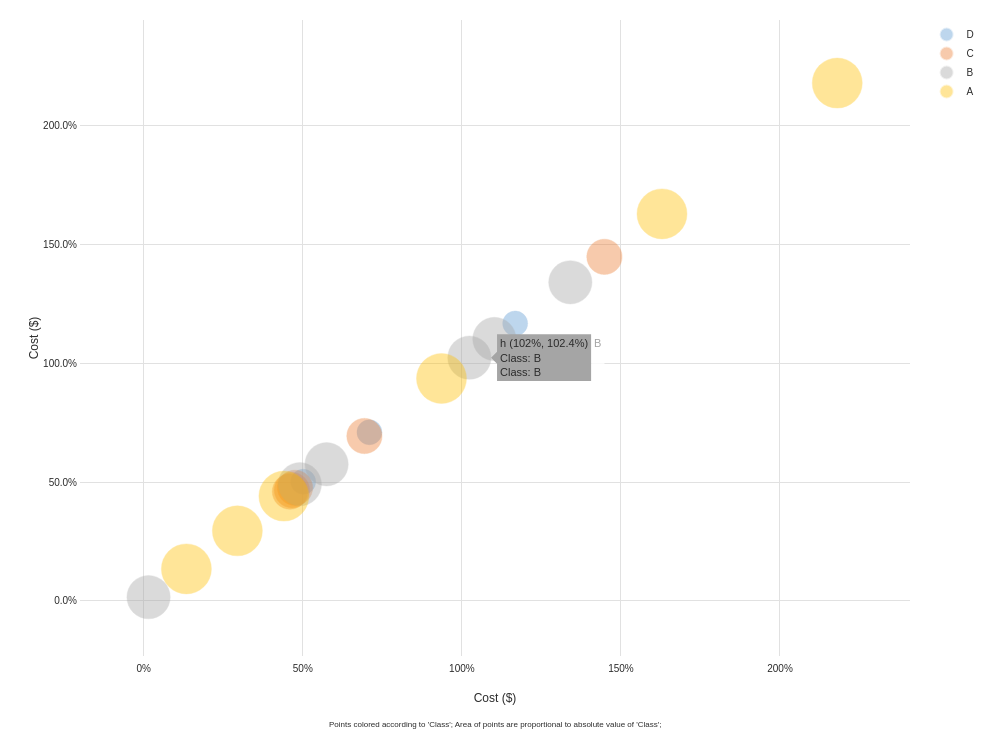 D
C
B
A
200.0%
150.0%
100.0%
50.0%
0.0%
Cost ($)
h (102%, 102.4%) B
Class: B
Class: B
0%
50%
100%
150%
200%
Cost ($)
Points colored according to 'Class'; Area of points are proportional to absolute value of 'Class';